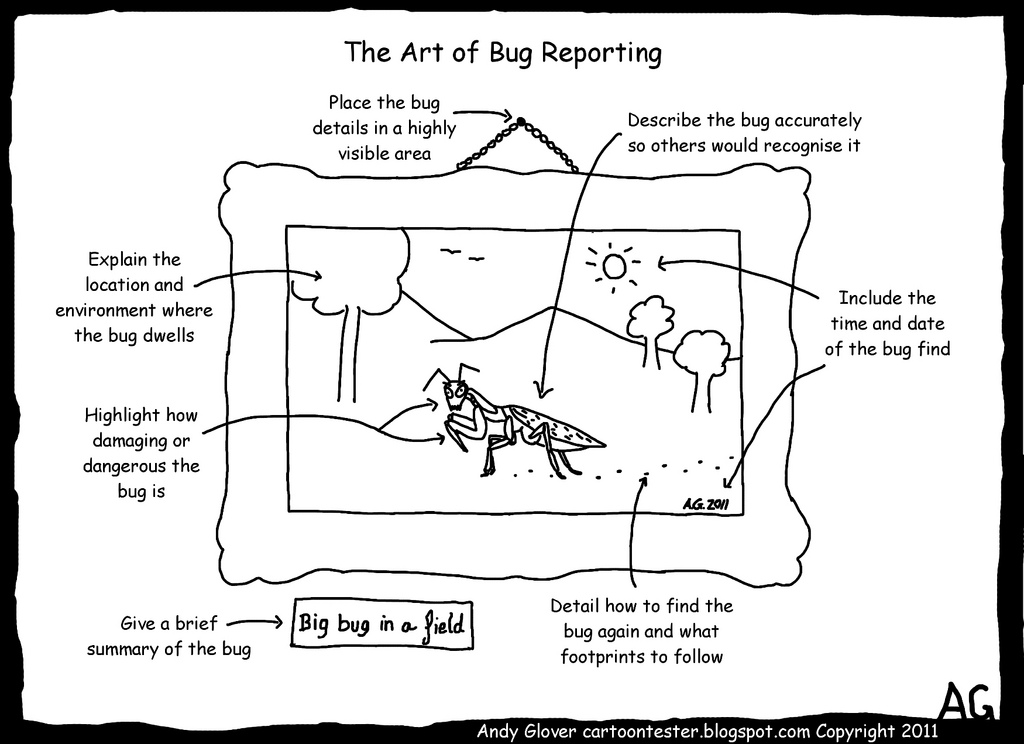 The Art of Bug Reporting
Place the bug
details in a highly
visible area
Describe the bug accurately
so others would recognise it
Explain the
location and
environment where
the bug dwells
Include the
time and date
of the bug find
Highlight how
damaging or
dangerous the
bug is
A.G. 2011
Give a brief
summary of the bug
Big bug in a field
Detail how to find the
bug again and what
footprints to follow
AG
Andy Glover cartoontester.blogspot.com Copyright 2011